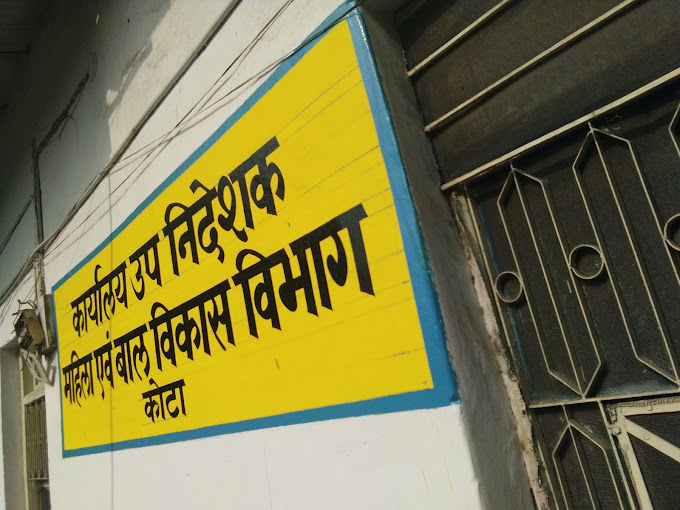 कार्यालय उप निदेशक
महिला एवं बाल विकास विभाग
कोटा